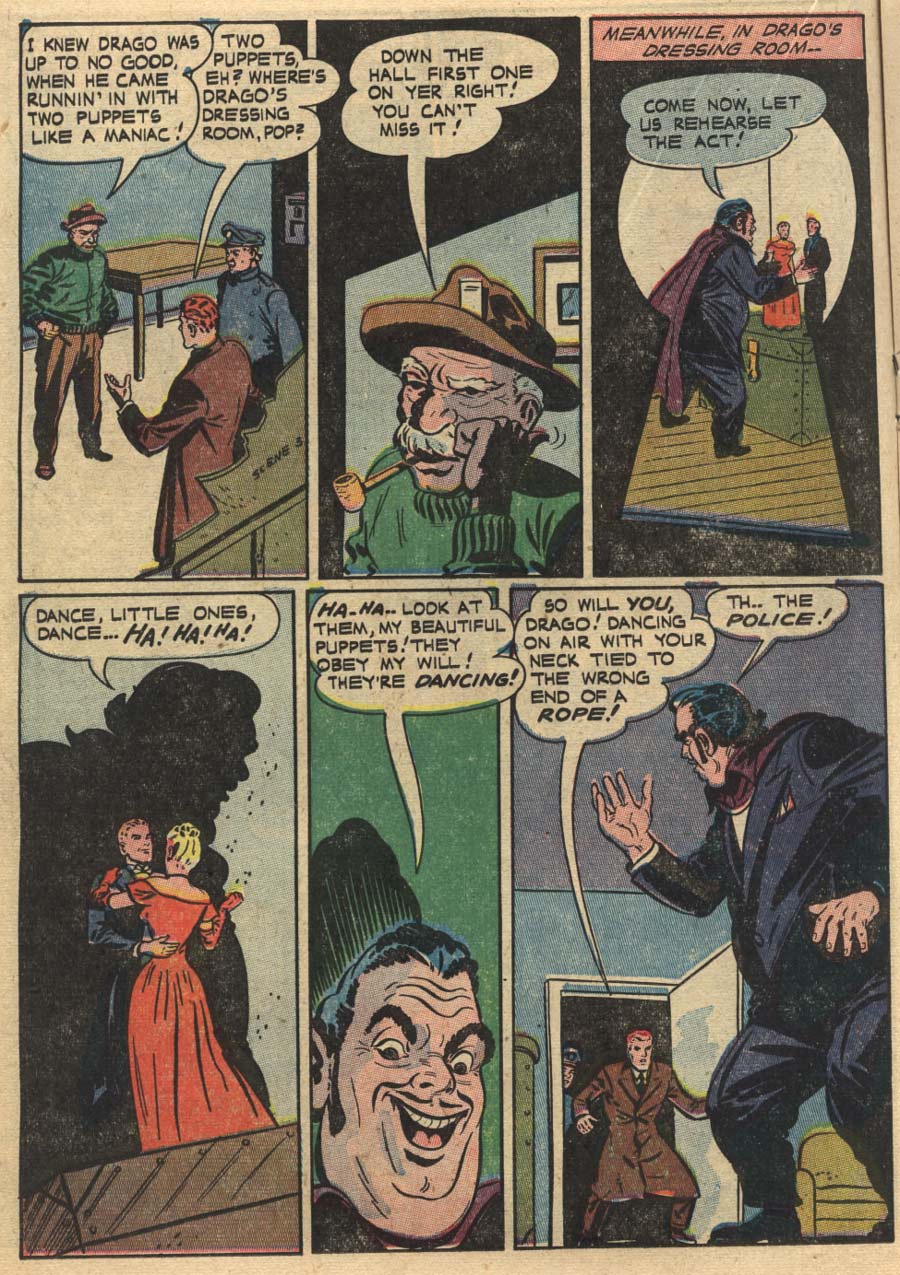 I KNEW DRAGO WAS
UP TO NO GOOD,
WHEN HE CAME
RUNNIN' IN WITH
TWO PUPPETS
LIKE A MANIAC!
TWO
PUPPETS,
EH? WHERE'S
DRAGO'S
DRESSING
ROOM, POP?
SCENE 3
DOWN THE
HALL FIRST ONE
ON YER RIGHT!
YOU CAN'T
MISS IT!
MEANWHILE, IN DRAGO'S
DRESSING ROOM--
COME NOW, LET
US REHEARSE
THE ACT!
DANCE, LITTLE ONES,
DANCE... HA! HA! HA!
HA-HA.. LOOK AT
THEM, MY BEAUTIFUL
PUPPETS! THEY
OBEY MY WILL!
THEY'RE DANCING!
SO WILL YOU,
DRAGO! DANCING
ON AIR WITH YOUR
NECK TIED TO
THE WRONG
END OF A
ROPE!
TH.. THE
POLICE!